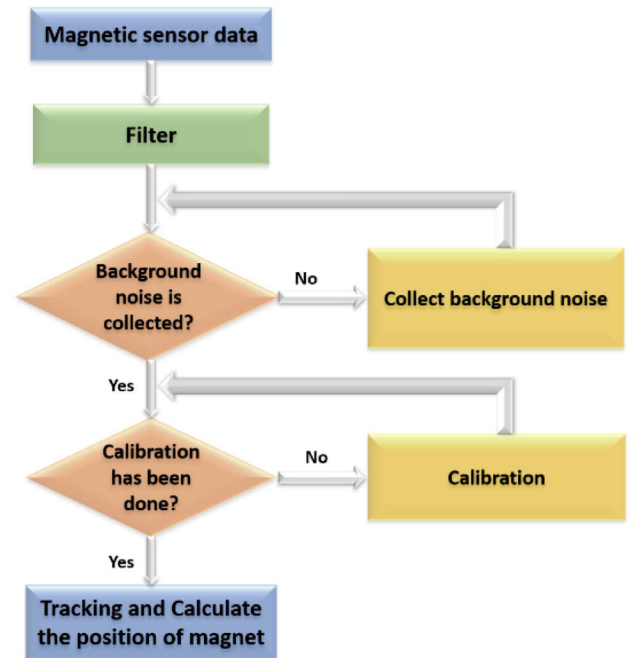 Magnetic sensor data
Filter
Background
noise is
collected?
No
Collect background noise
Yes
Calibration
has been
done?
No
Calibration
Yes
Tracking and Calculate
the position of magnet